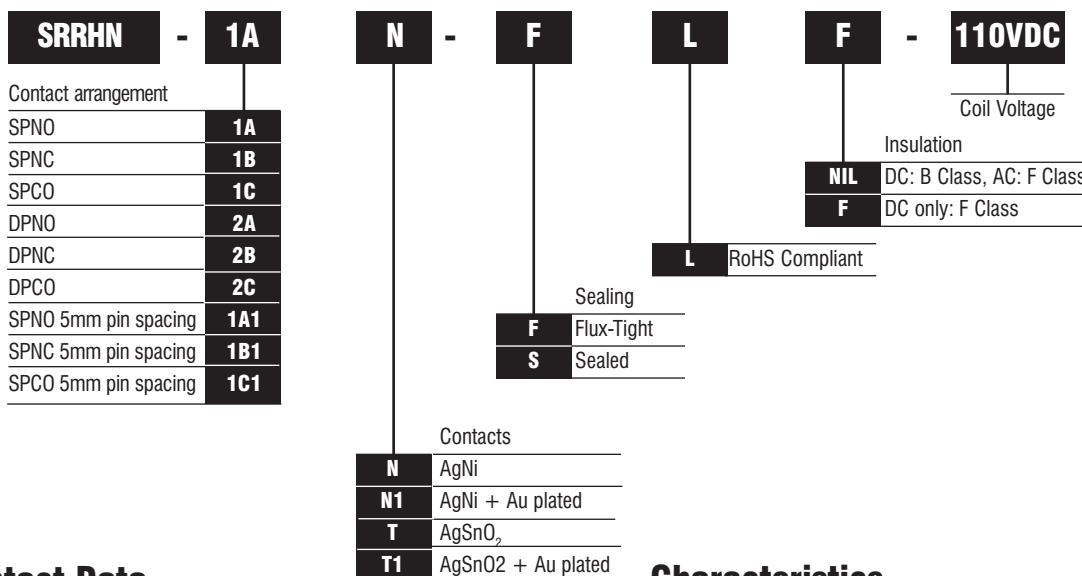 SRRHN - 1A N - F L F - 110VDC
Contact arrangement
SPNO 1A
SPNC 1B
SPCO 1C
DPNO 2A
DPNC 2B
DPCO 2C
SPNO 5mm pin spacing 1A1
SPNC 5mm pin spacing 1B1
SPCO 5mm pin spacing 1C1
Contacts
N AgNi
N1 AgNi + Au plated
T AgSnO₂
T1 AgSnO2 + Au plated
Sealing
F Flux-Tight
S Sealed
L RoHS Compliant
Insulation
NIL DC: B Class, AC: F Class
F DC only: F Class
Coil Voltage
Characteristics